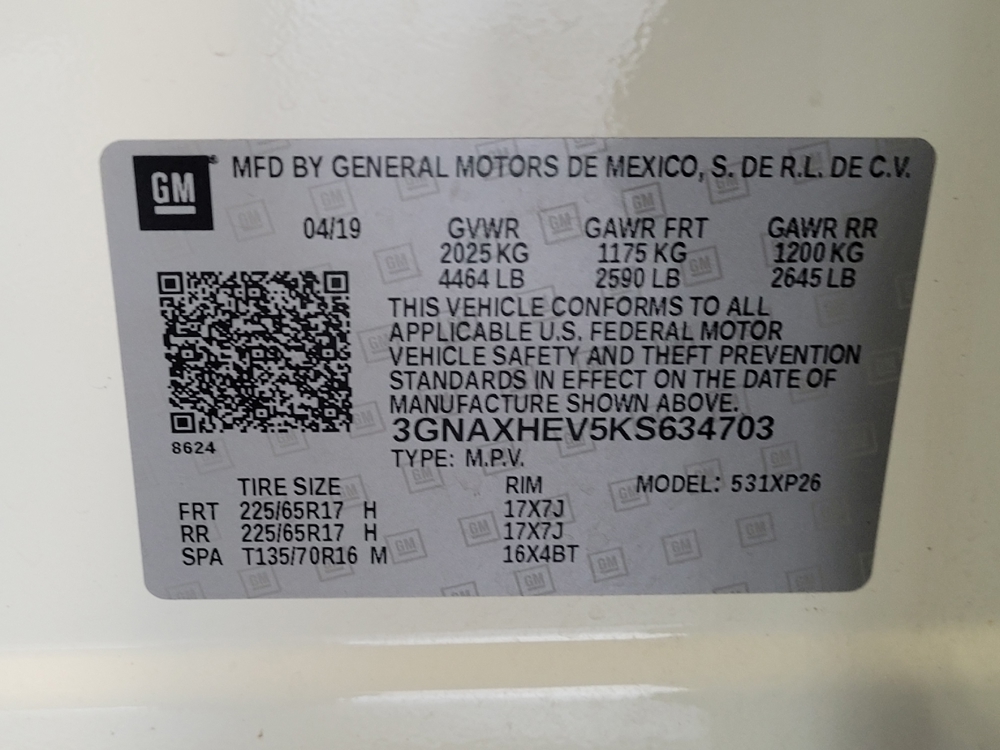 GM MFD BY GENERAL MOTORS DE MEXICO, S. DE R.L. DE C.V.
04/19 GVWR GAWR FRT GAWR RR
2025 KG 1175 KG 1200 KG
4464 LB 2590 LB 2645 LB
THIS VEHICLE CONFORMS TO ALL
APPLICABLE U.S. FEDERAL MOTOR
VEHICLE SAFETY AND THEFT PREVENTION
STANDARDS IN EFFECT ON THE DATE OF
MANUFACTURE SHOWN ABOVE.
3GNAXHEV5KS634703
8624
TYPE: M.P.V.
TIRE SIZE RIM MODEL: 531XP26
FRT 225/65R17 H 17X7J
RR 225/65R17 H 17X7J
SPA T135/70R16 M 16X4BT